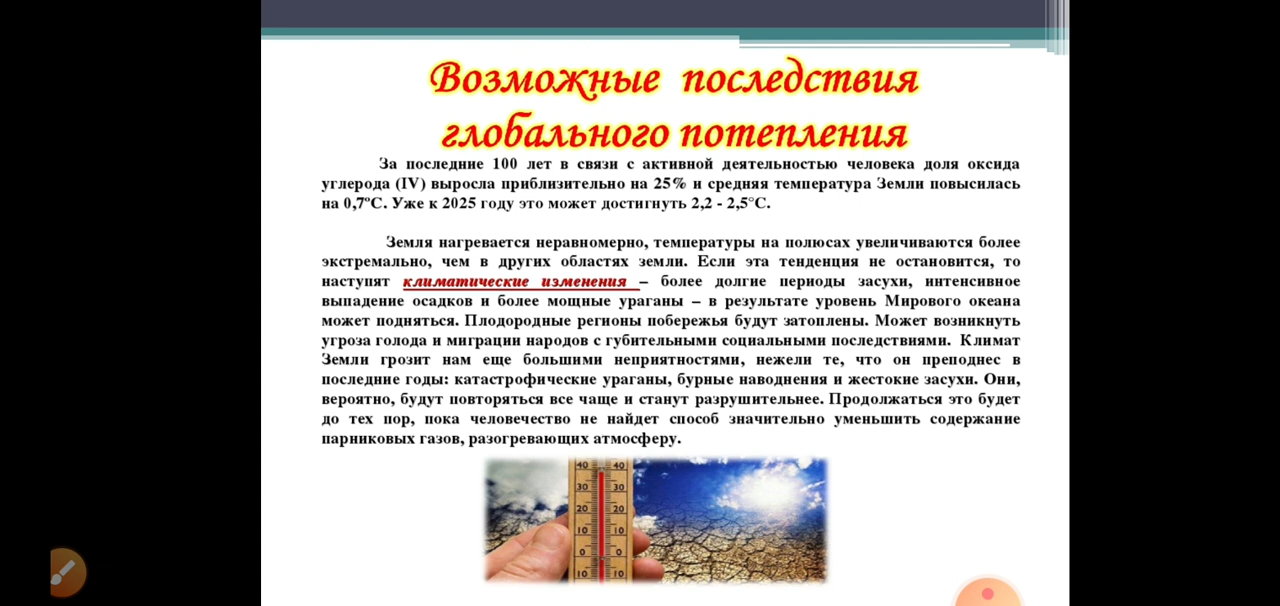 Возможные последствия
глобального потепления
За последние 100 лет в связи с активной деятельностью человека доля оксида
углерода (IV) выросла приблизительно на 25% и средняя температура Земли повысилась
на 0,7°С. Уже к 2025 году это может достигнуть 2,2 - 2,5°С.
Земля нагревается неравномерно, температуры на полюсах увеличиваются более
экстремально, чем в других областях земли. Если эта тенденция не остановится, то
наступят климатические изменения – более долгие периоды засухи, интенсивное
выпадение осадков и более мощные ураганы – в результате уровень Мирового океана
может подняться. Плодородные регионы побережья будут затоплены. Может возникнуть
угроза голода и миграции народов с губительными социальными последствиями. Климат
Земли грозит нам еще большими неприятностями, нежели те, что он преподнес в
последние годы: катастрофические ураганы, бурные наводнения и жестокие засухи. Они,
вероятно, будут повторяться все чаще и станут разрушительнее. Продолжаться это будет
до тех пор, пока человечество не найдет способ значительно уменьшить содержание
парниковых газов, разогревающих атмосферу.
40 40
30 30
20 20
10 10
0 0
10 10